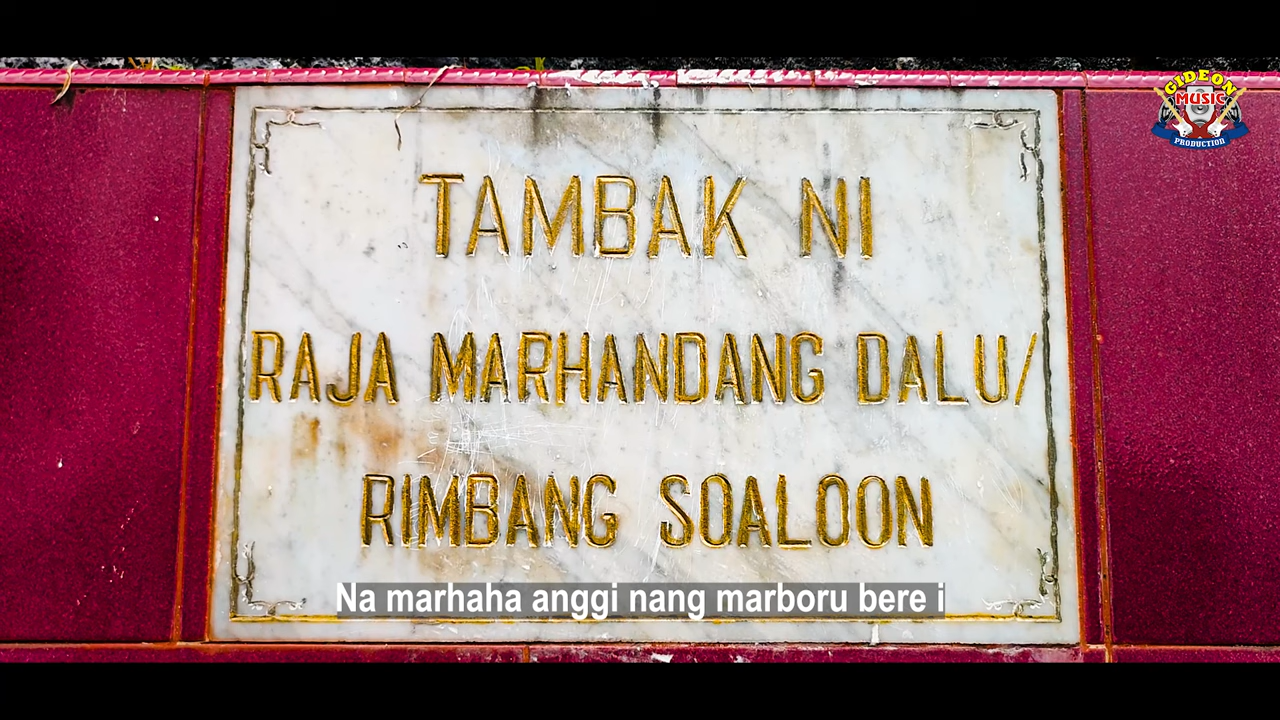 GIDEON
MUSIC
PRODUCTION
TAMBAK NI
RAJA MARHANDANG DALU/
RIMBANG SOALOON
Na marhaha anggi nang marboru bere i